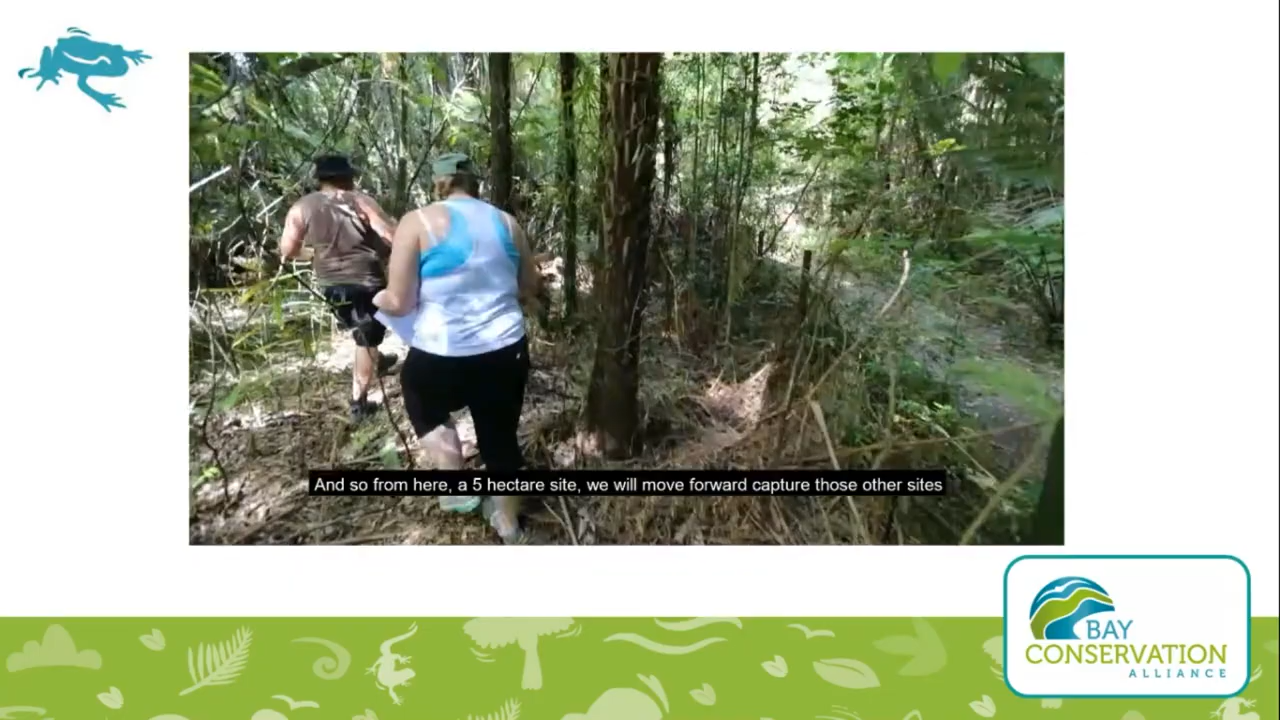 And so from here, a 5 hectare site, we will move forward capture those other sites
BAY
CONSERVATION
ALLIANCE